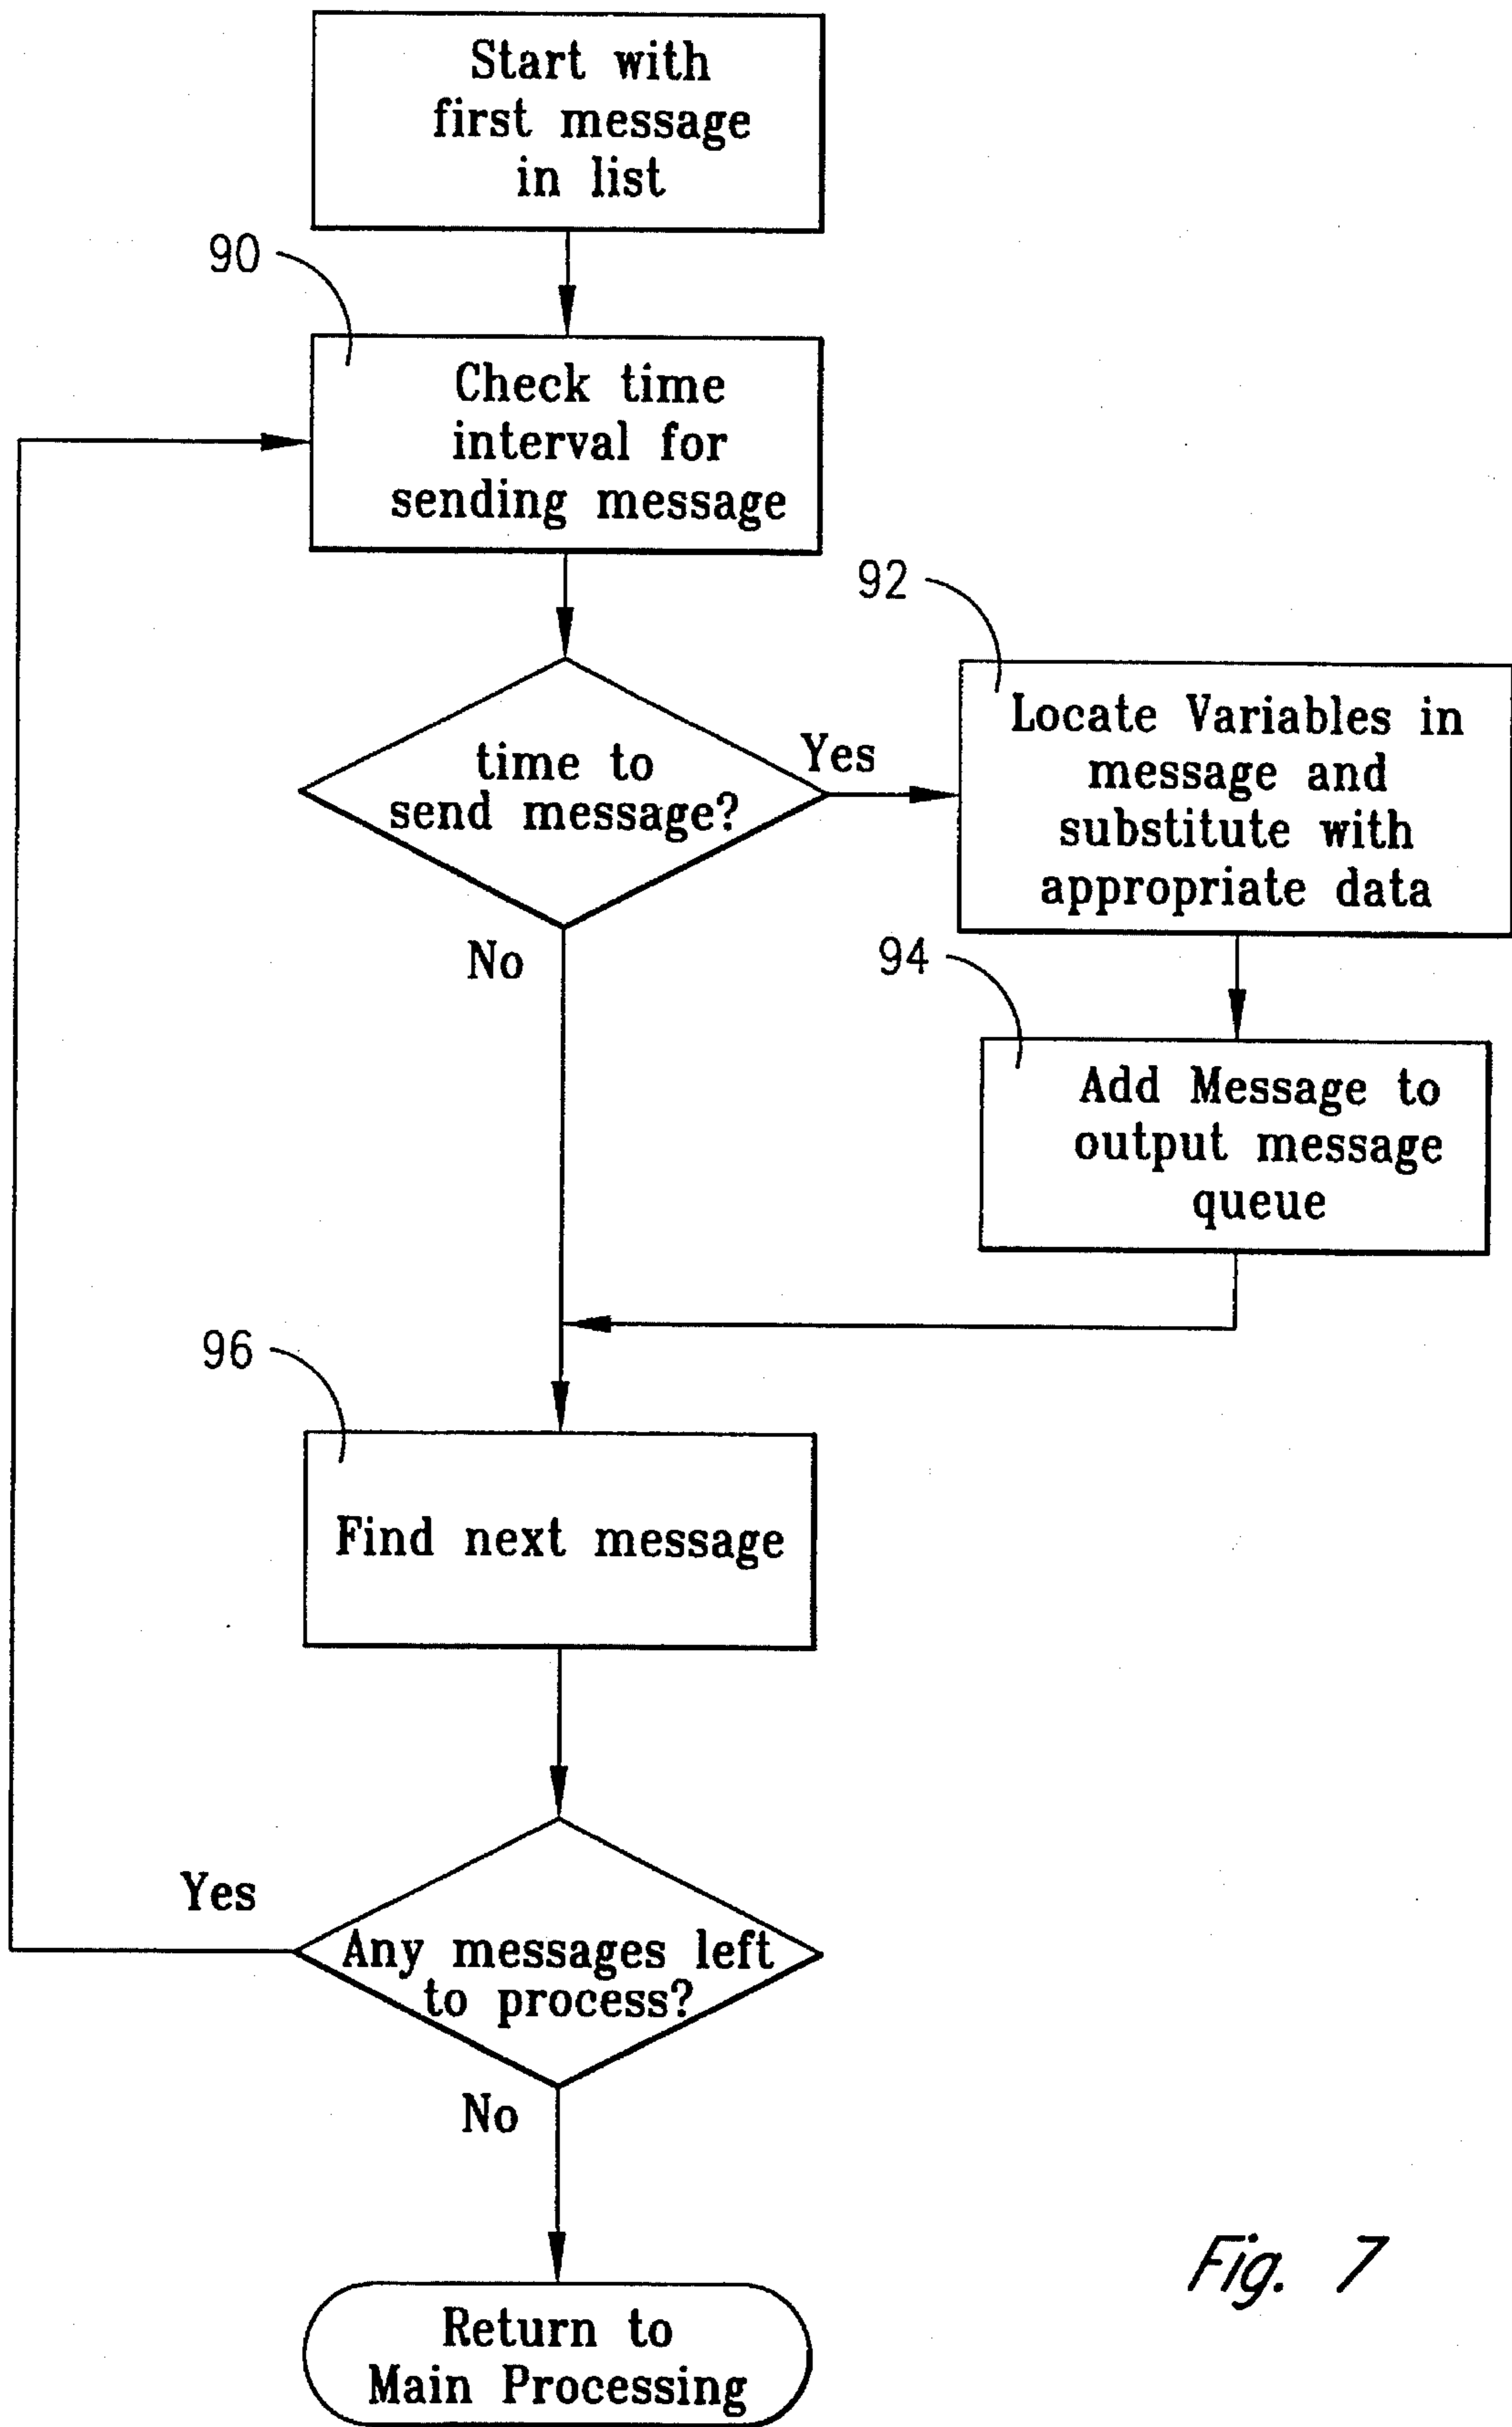 Start with
first message
in list
90
Check time
interval for
sending message
92
time to
send message?
Yes
Locate Variables in
message and
substitute with
appropriate data
No
94
Add Message to
output message
queue
96
Find next message
Yes
Any messages left
to process?
No
Return to
Main Processing
Fig. 7